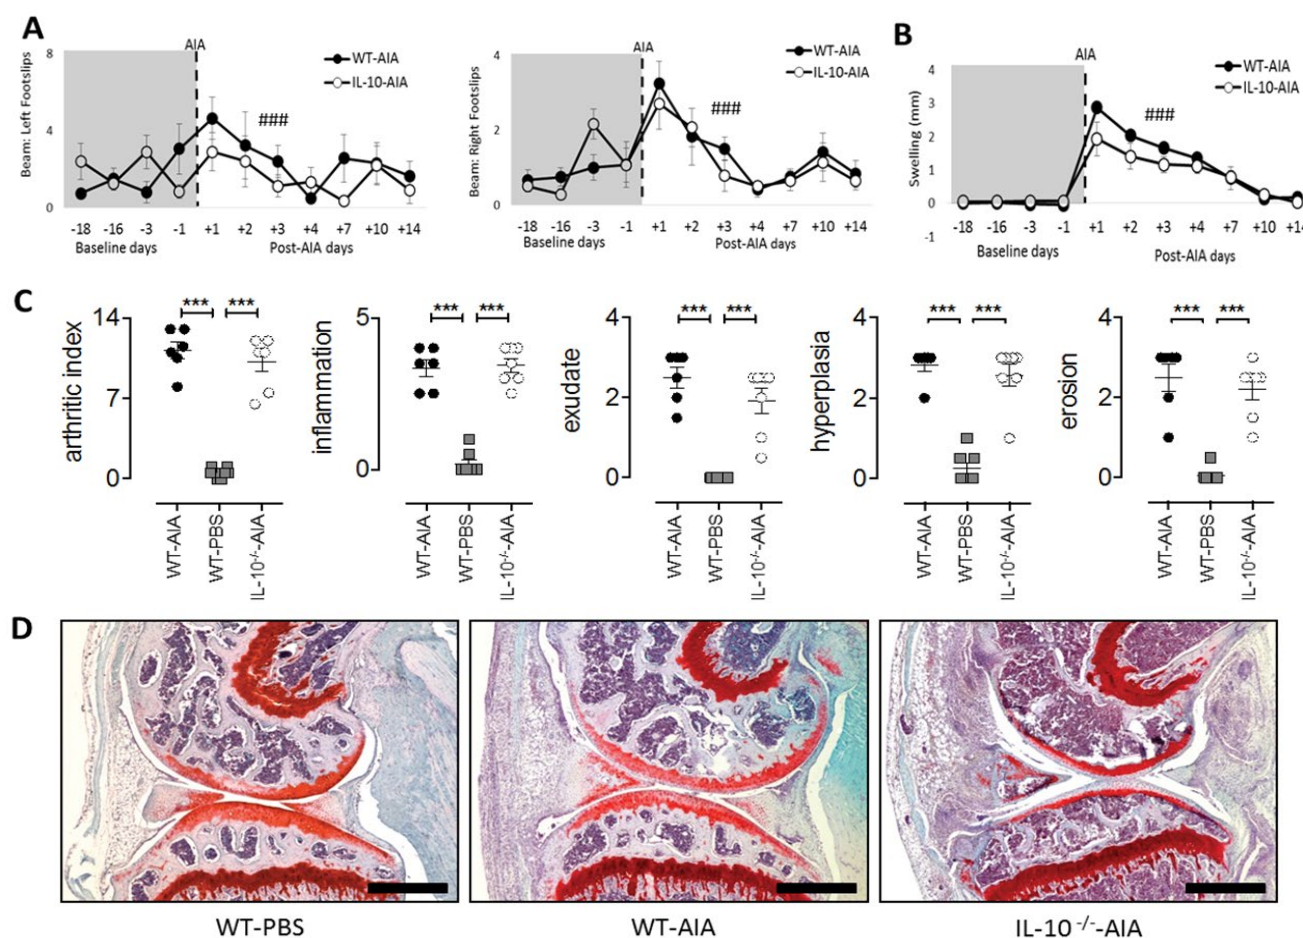 A
AIA
8
4
0
Beam: Left Footslips
WT-AIA
IL-10-AIA
###
-18 -16 -3 -1 +1 +2 +3 +4 +7 +10 +14
Baseline days Post-AIA days
AIA
4
2
0
Beam: Right Footslips
WT-AIA
IL-10-AIA
###
-18 -16 -3 -1 +1 +2 +3 +4 +7 +10 +14
Baseline days Post-AIA days
B
AIA
4
3
2
1
0
-1
Swelling (mm)
WT-AIA
IL-10-AIA
###
-18 -16 -3 -1 +1 +2 +3 +4 +7 +10 +14
Baseline days Post-AIA days
C
arthritic index
14
7
0
*** ***
WT-AIA
WT-PBS
IL-10-/--AIA
inflammation
5
0
*** ***
WT-AIA
WT-PBS
IL-10-/--AIA
exudate
4
2
0
*** ***
WT-AIA
WT-PBS
IL-10-/--AIA
hyperplasia
4
2
0
*** ***
WT-AIA
WT-PBS
IL-10-/--AIA
erosion
4
2
0
*** ***
WT-AIA
WT-PBS
IL-10-/--AIA
D
WT-PBS
WT-AIA
IL-10 -/--AIA